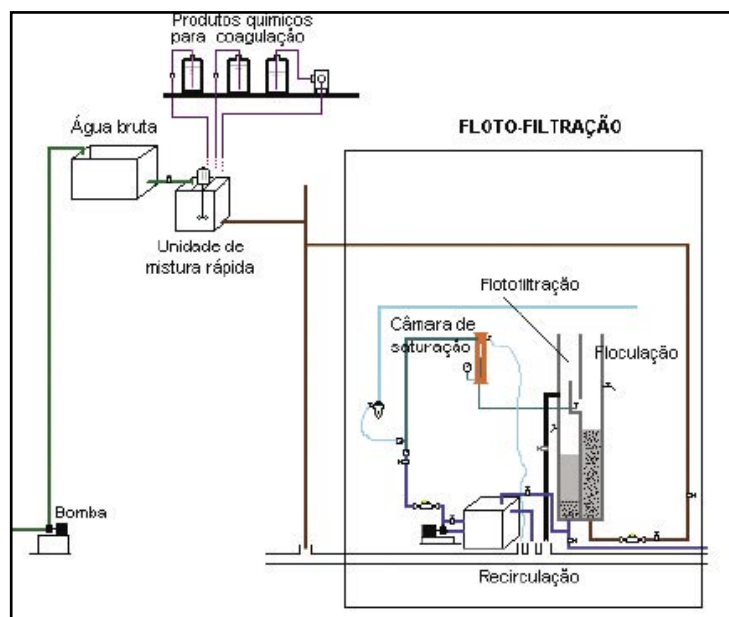 Produtos químicos
para coagulação
Água bruta
FLOTO-FILTRAÇÃO
Unidade de
mistura rápida
Flotofiltração
Câmara de
saturação
Floculação
Bomba
Recirculação